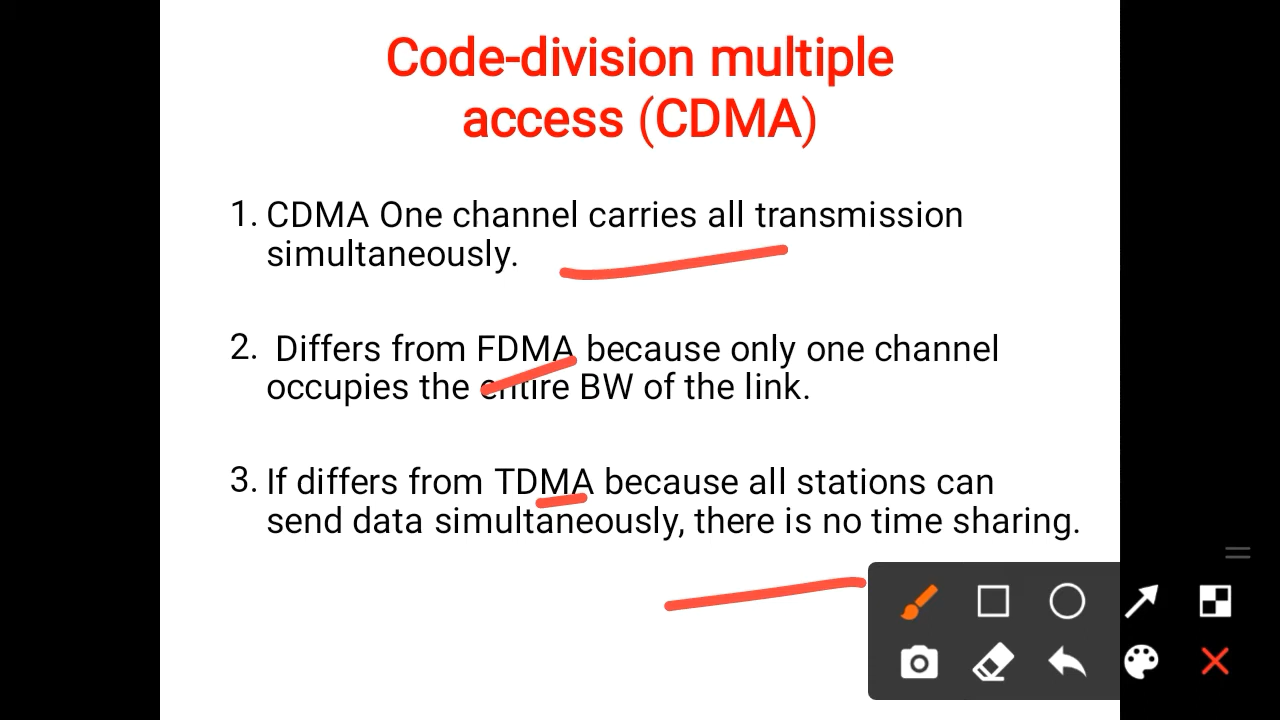 Code-division multiple
access (CDMA)
1. CDMA One channel carries all transmission
simultaneously.
2. Differs from FDMA because only one channel
occupies the entire BW of the link.
3. If differs from TDMA because all stations can
send data simultaneously, there is no time sharing.